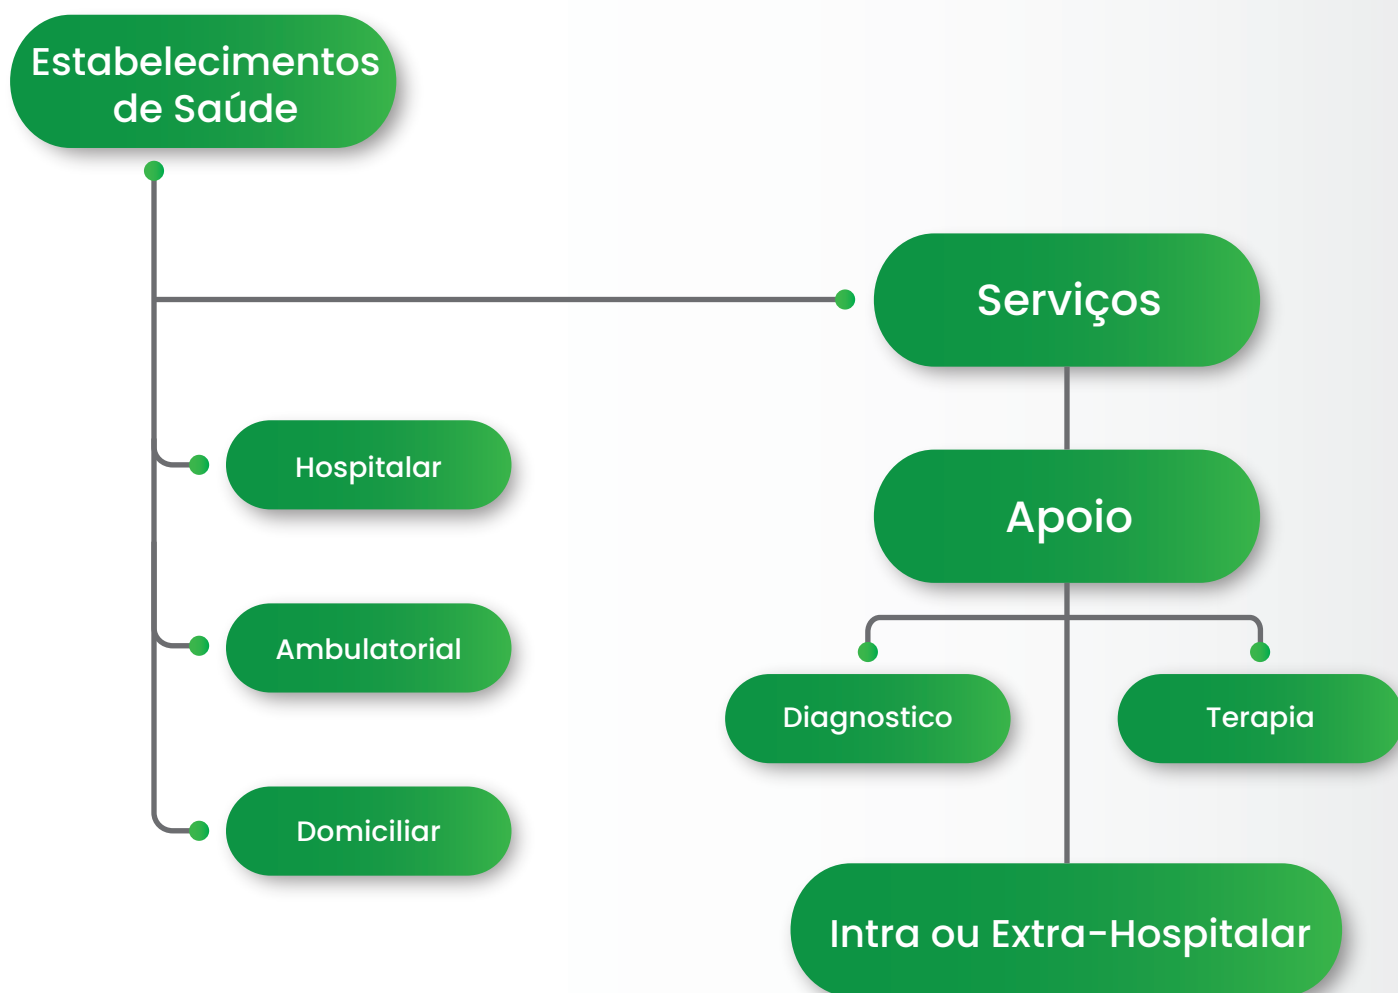 Estabelecimentos
de Saúde
Serviços
Hospitalar
Apoio
Ambulatorial
Diagnostico
Terapia
Domiciliar
Intra ou Extra-Hospitalar